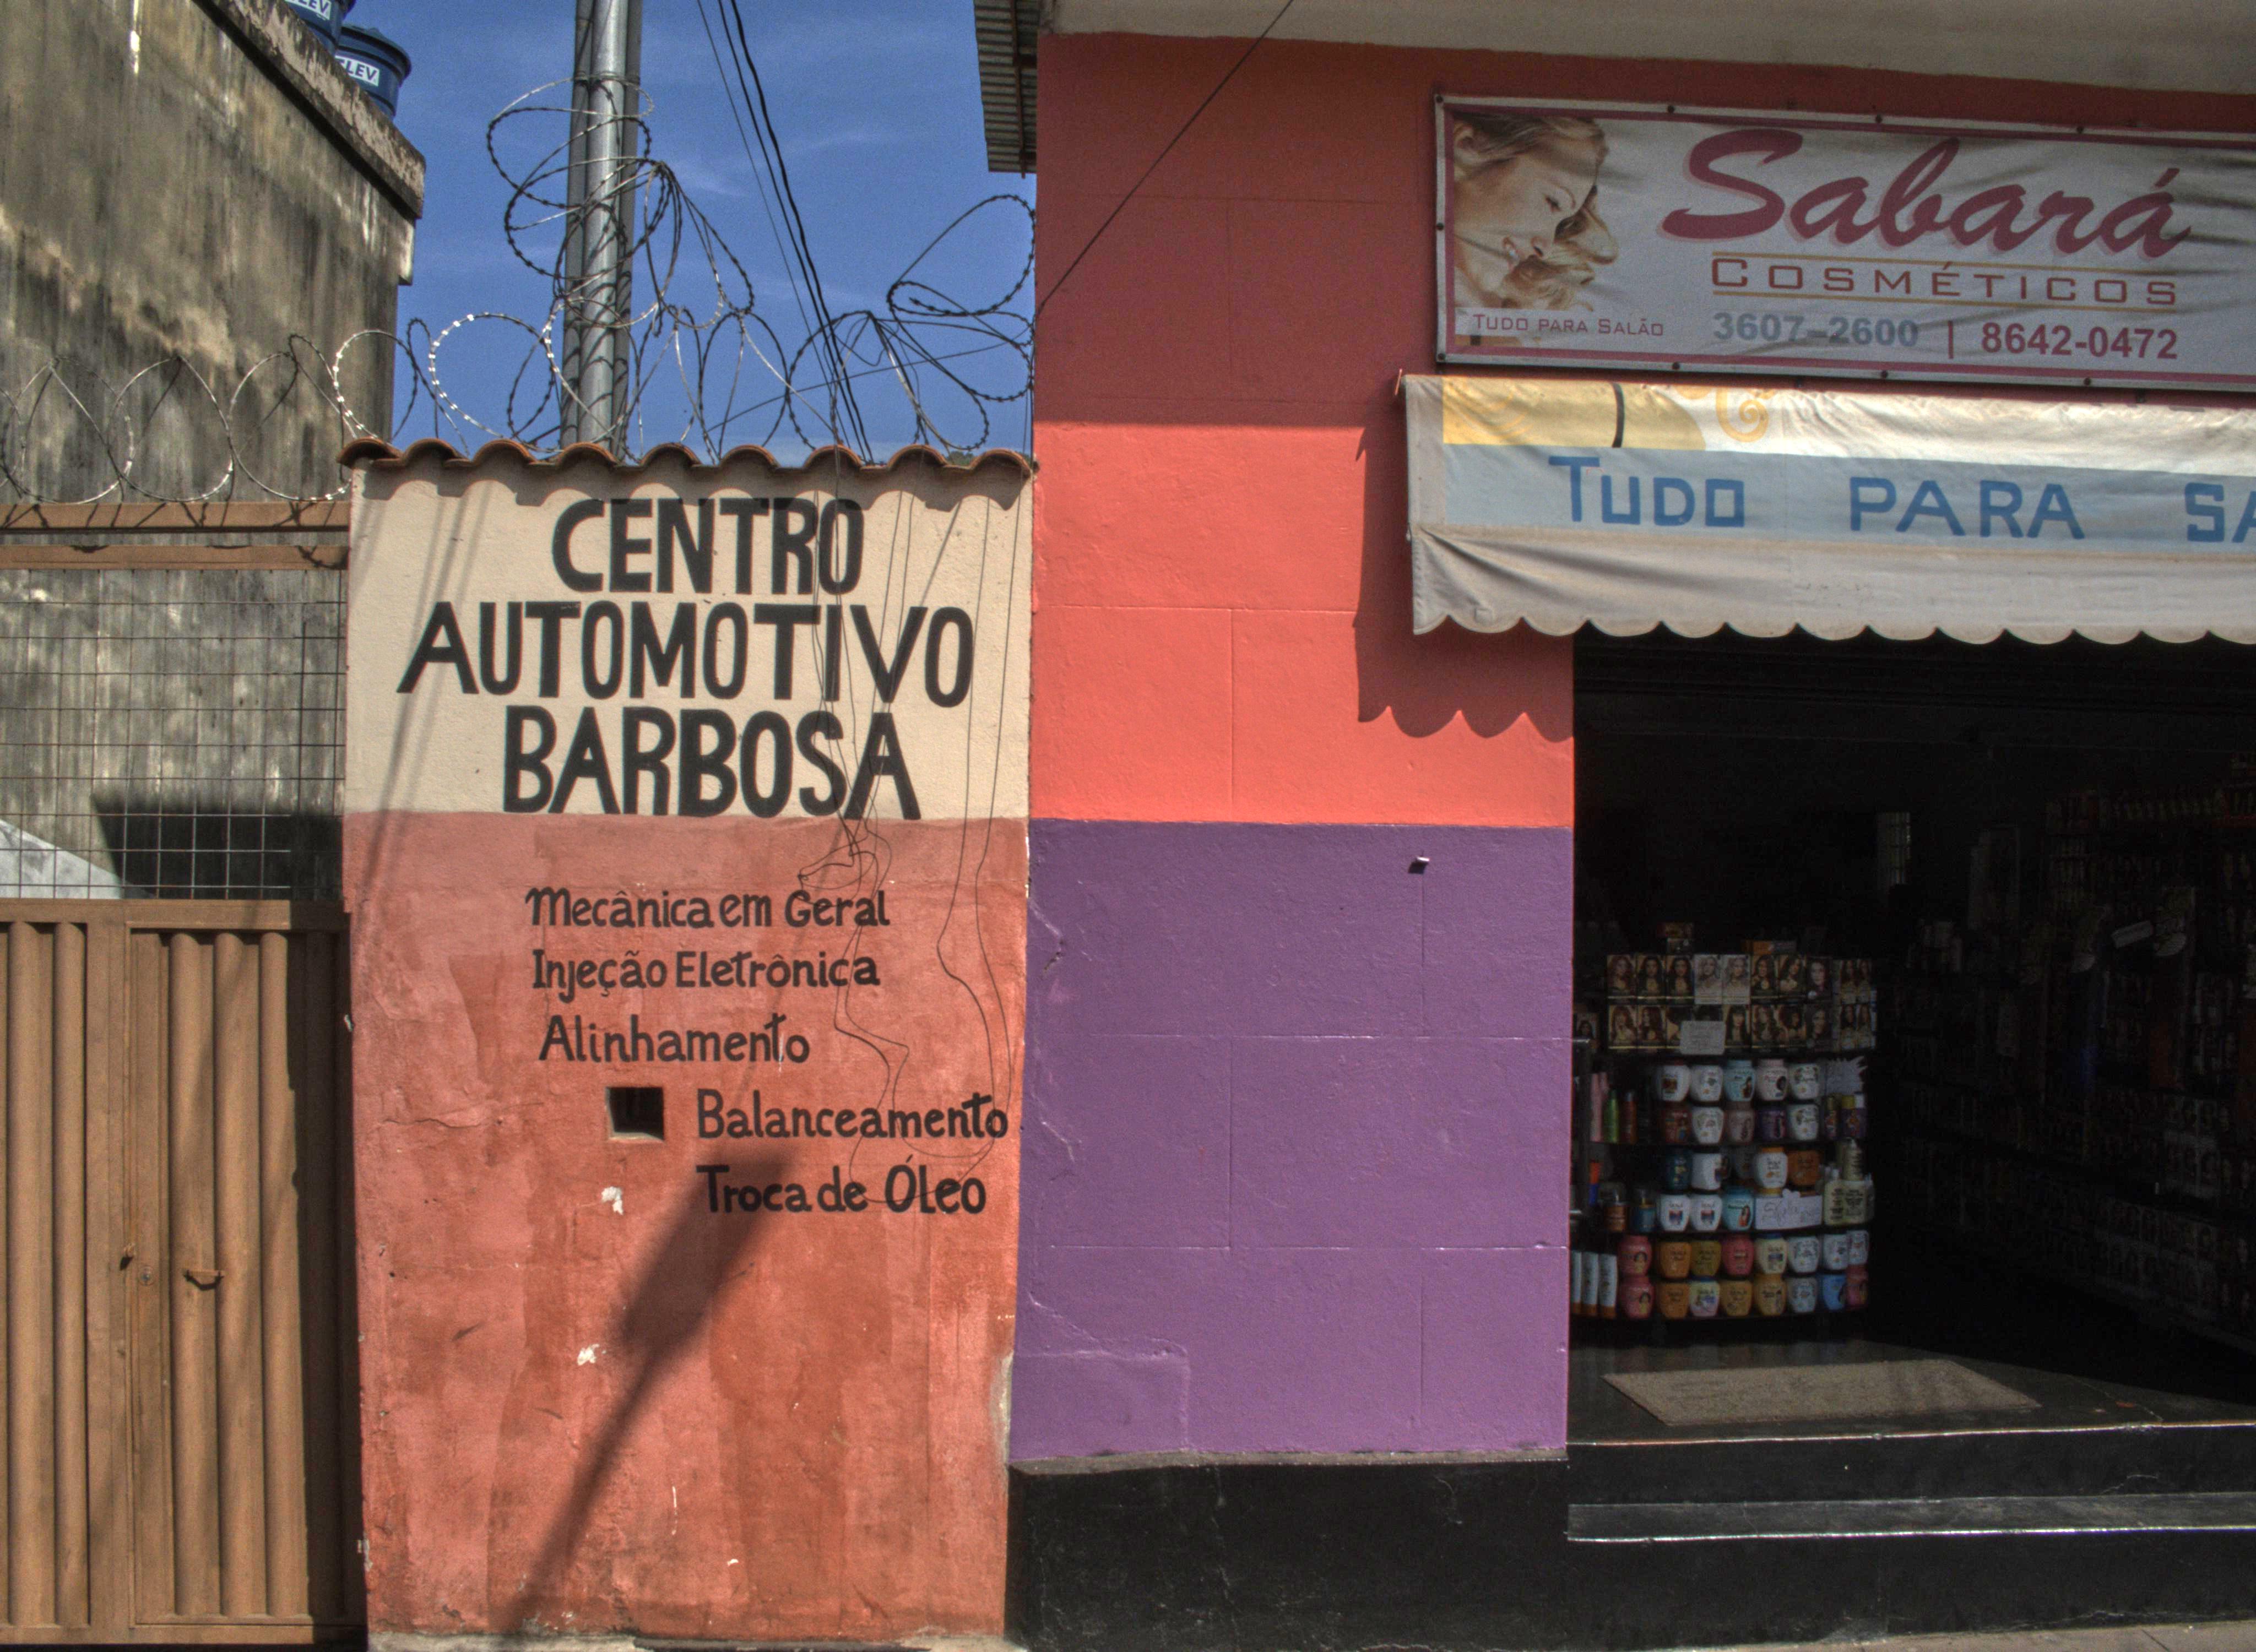 LEV.
CENTRO
AUTOMOTIVO
BARBOSA
Mecânica em Geral
Injeção Eletrônica
Alinhamento
Balanceamento
Troca de Óleo
Sabará
COSMÉTICOS
TUDO PARA SALÃO
3607-2600 | 8642-0472
TUDO PARA SA